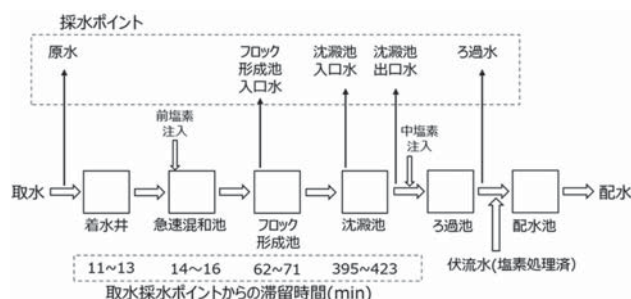 採水ポイント
原水
フロック
形成池
入口水
沈澱池
入口水
沈澱池
出口水
ろ過水
前塩素
注入
中塩素
注入
取水
配水
着水井
急速混和池
フロック
形成池
沈澱池
ろ過池
配水池
伏流水(塩素処理済)
11~13
14~16
62~71
395~423
取水採水ポイントからの滞留時間(min)